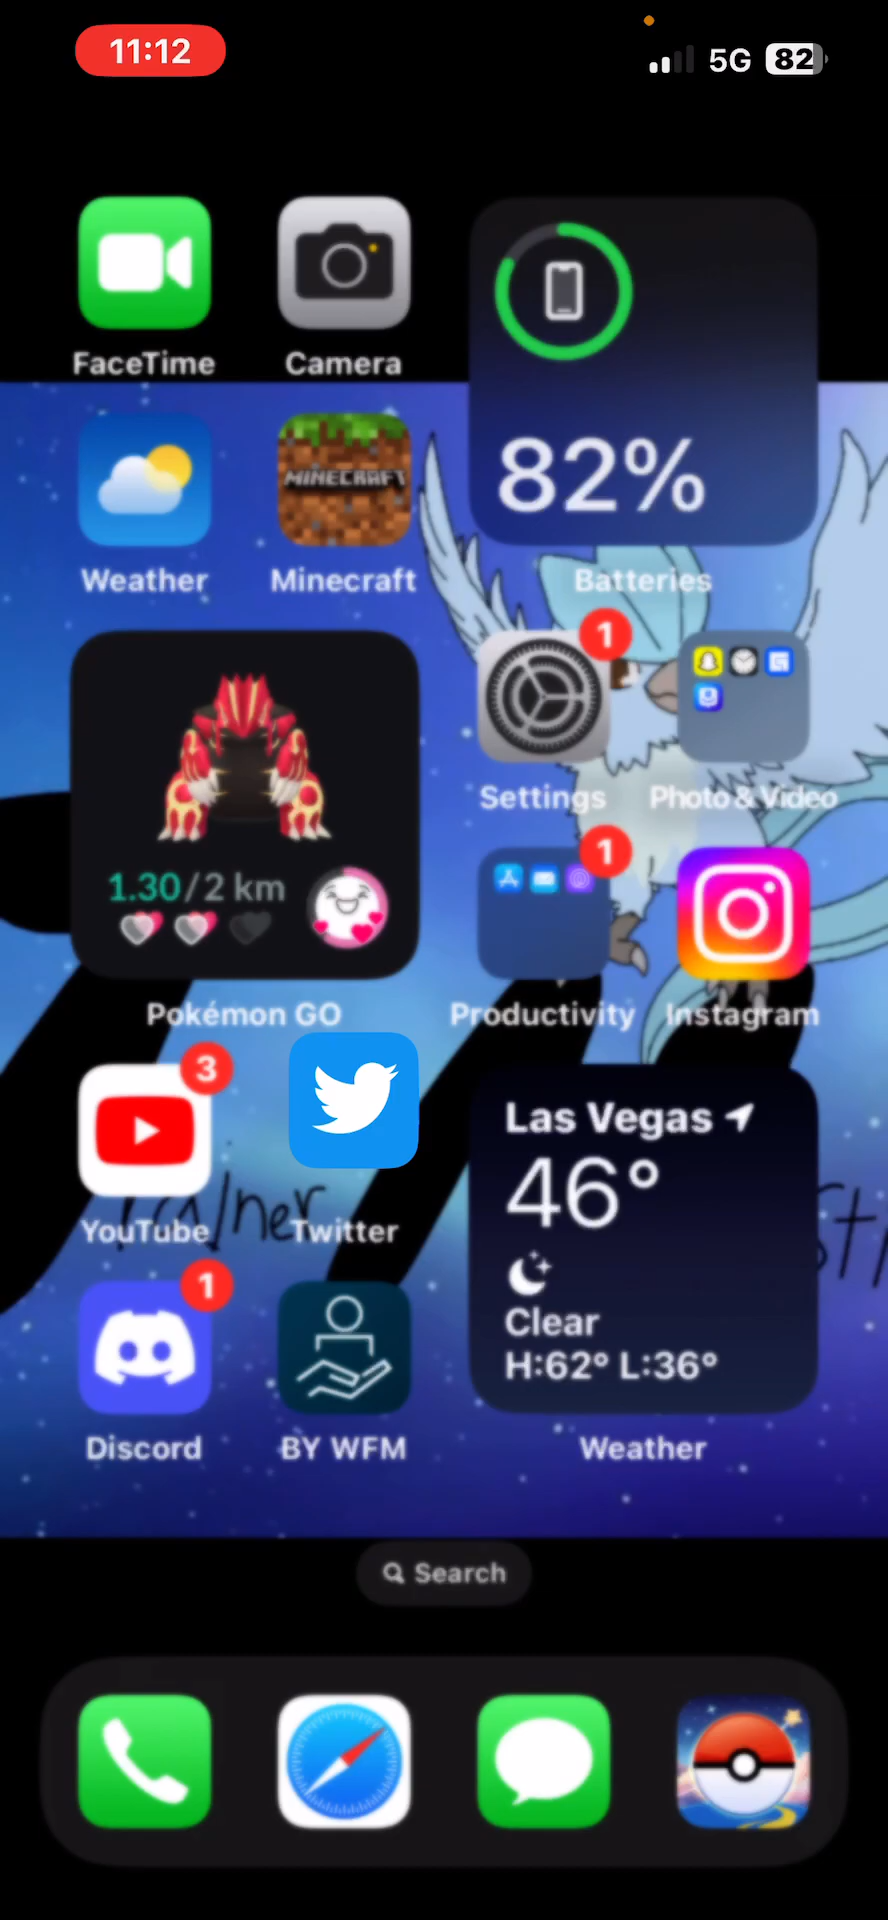 11:12
5G 82
FaceTime
Camera
82%
MINECRAFT
Weather
Minecraft
Batteries
1
Settings
Photo & Video
1.30/2 km
1
Pokémon GO
Productivity
Instagram
3
YouTube
Twitter
Las Vegas
46°
Clear
H:62° L:36°
1
Discord
BY WFM
Weather
Search